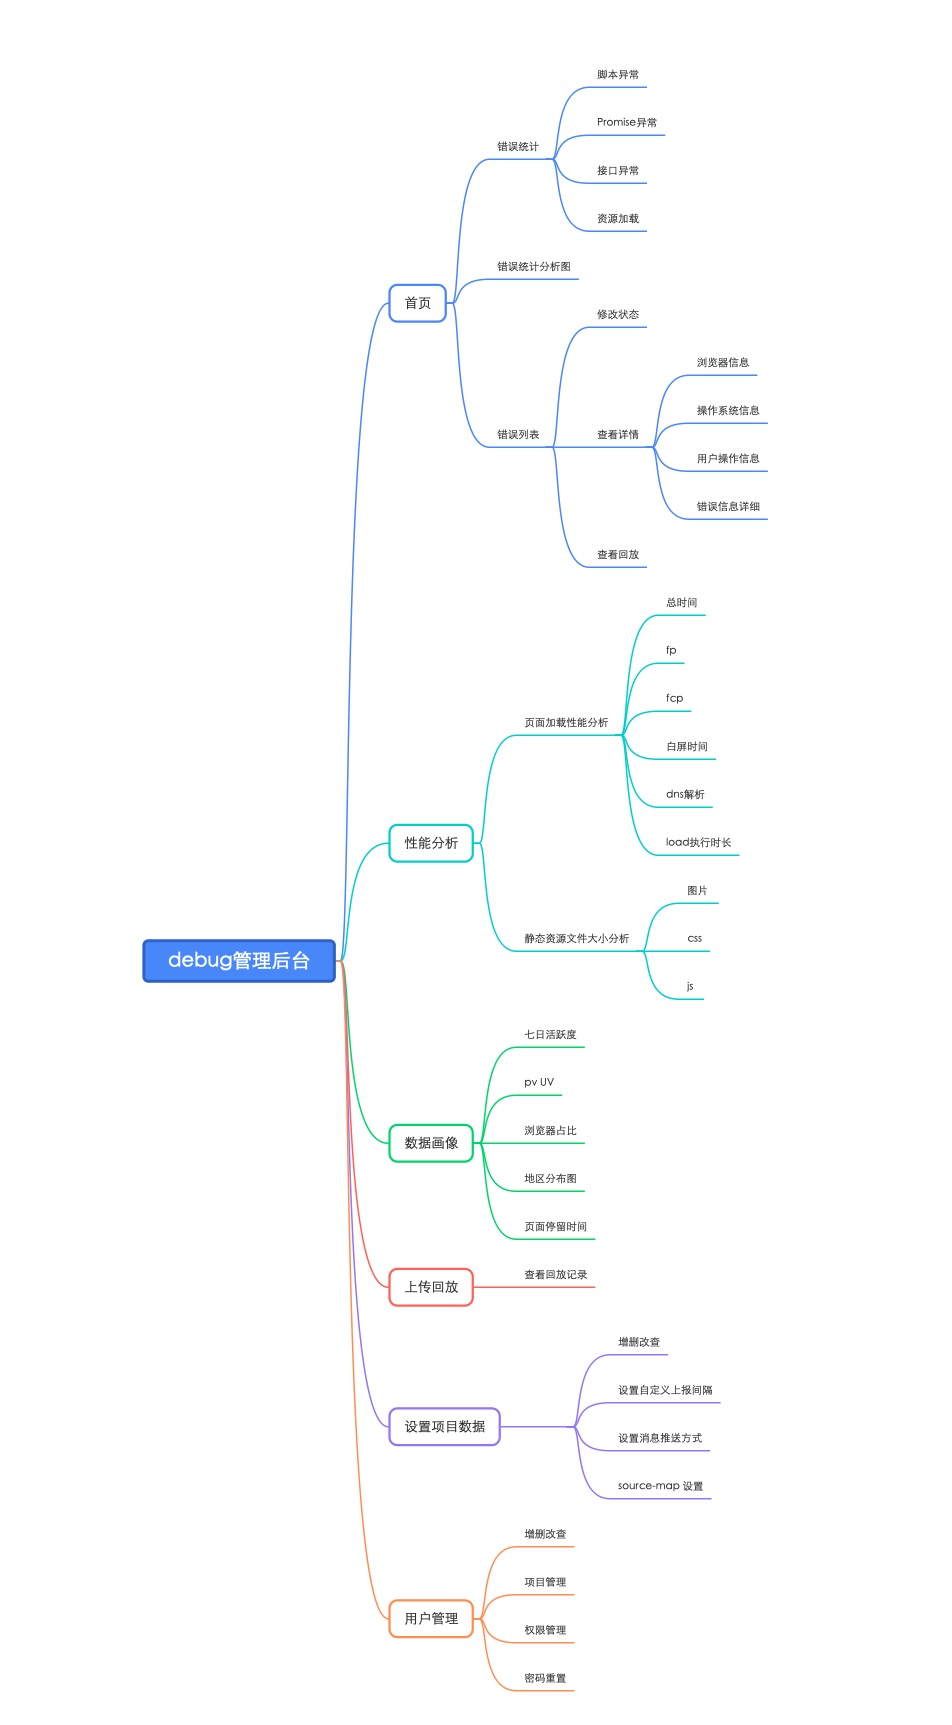 debug管理后台
首页
错误统计
脚本异常
Promise异常
接口异常
资源加载
错误统计分析图
错误列表
修改状态
查看详情
浏览器信息
操作系统信息
用户操作信息
错误信息详细
查看回放
性能分析
页面加载性能分析
总时间
fp
fcp
白屏时间
dns解析
load执行时长
静态资源文件大小分析
图片
css
js
数据画像
七日活跃度
pv UV
浏览器占比
地区分布图
页面停留时间
上传回放
查看回放记录
设置项目数据
增删改查
设置自定义上报间隔
设置消息推送方式
source-map 设置
用户管理
增删改查
项目管理
权限管理
密码重置